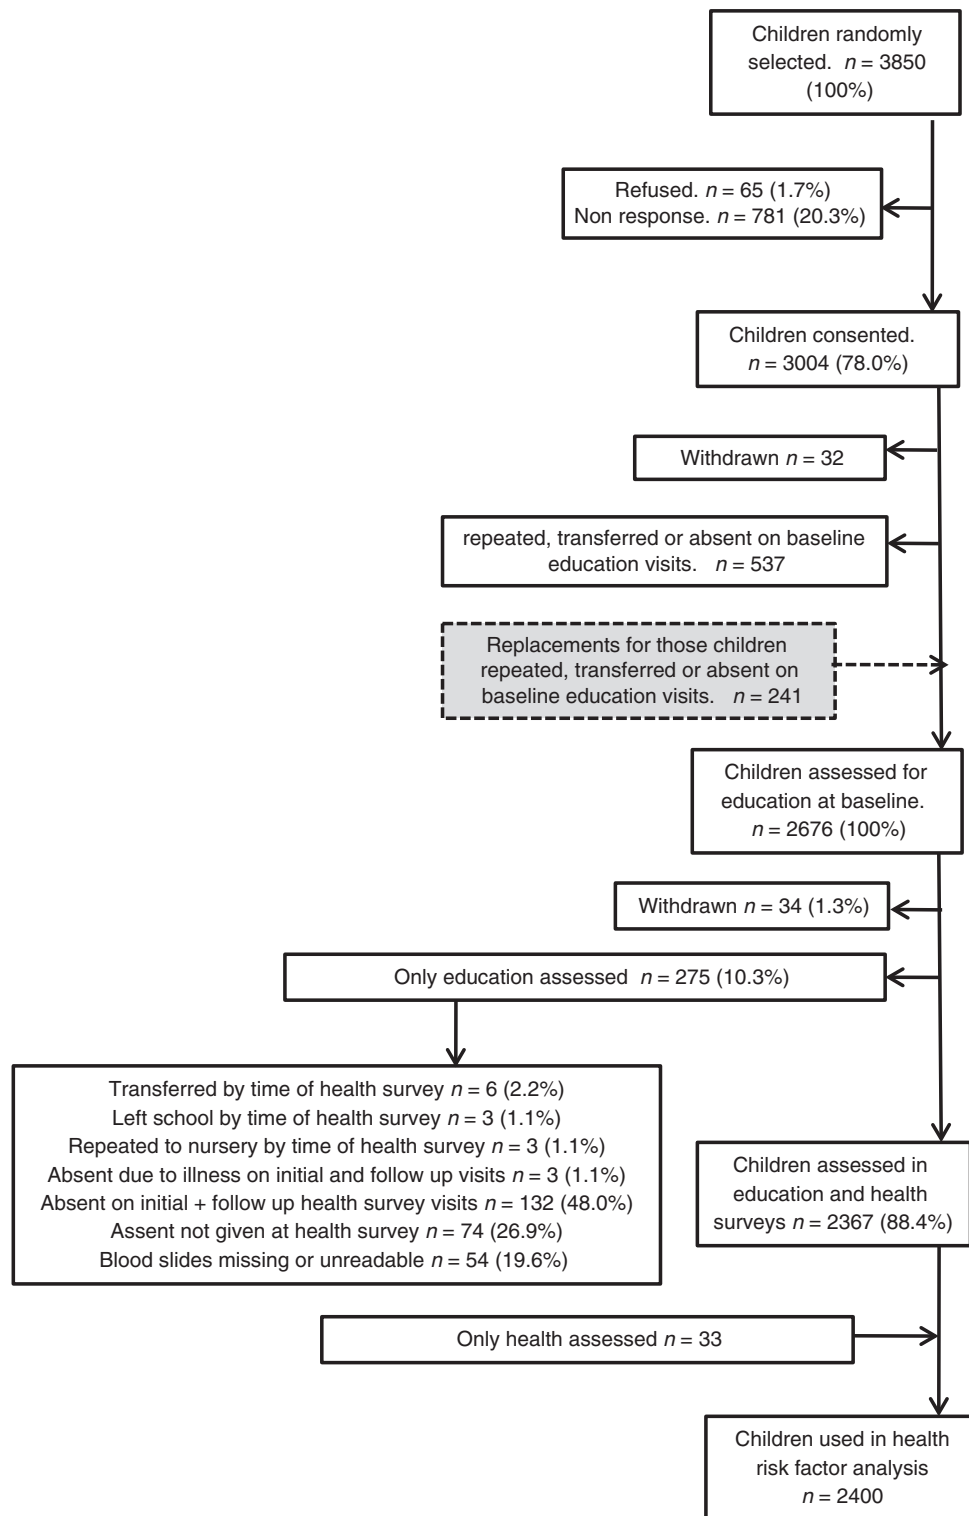 Children randomly
selected. n = 3850
(100%)
Refused. n = 65 (1.7%)
Non response. n = 781 (20.3%)
Children consented.
n = 3004 (78.0%)
Withdrawn n = 32
repeated, transferred or absent on baseline
education visits. n = 537
Replacements for those children
repeated, transferred or absent on
baseline education visits. n = 241
Children assessed for
education at baseline.
n = 2676 (100%)
Withdrawn n = 34 (1.3%)
Only education assessed n = 275 (10.3%)
Transferred by time of health survey n = 6 (2.2%)
Left school by time of health survey n = 3 (1.1%)
Repeated to nursery by time of health survey n = 3 (1.1%)
Absent due to illness on initial and follow up visits n = 3 (1.1%)
Absent on initial + follow up health survey visits n = 132 (48.0%)
Assent not given at health survey n = 74 (26.9%)
Blood slides missing or unreadable n = 54 (19.6%)
Children assessed in
education and health
surveys n = 2367 (88.4%)
Only health assessed n = 33
Children used in health
risk factor analysis
n = 2400